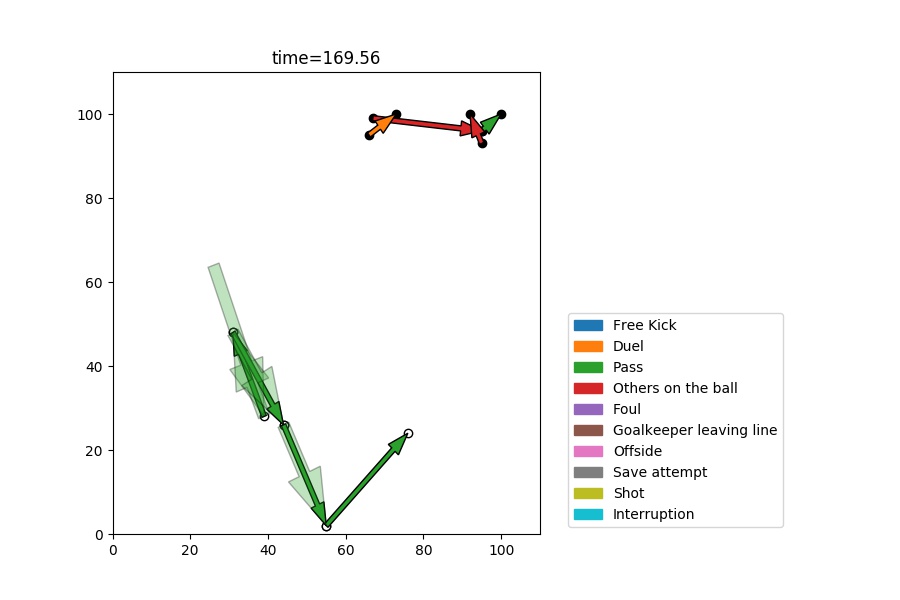 time=169.56
100
80
60
40
20
0
0 20 40 60 80 100
Free Kick
Duel
Pass
Others on the ball
Foul
Goalkeeper leaving line
Offside
Save attempt
Shot
Interruption